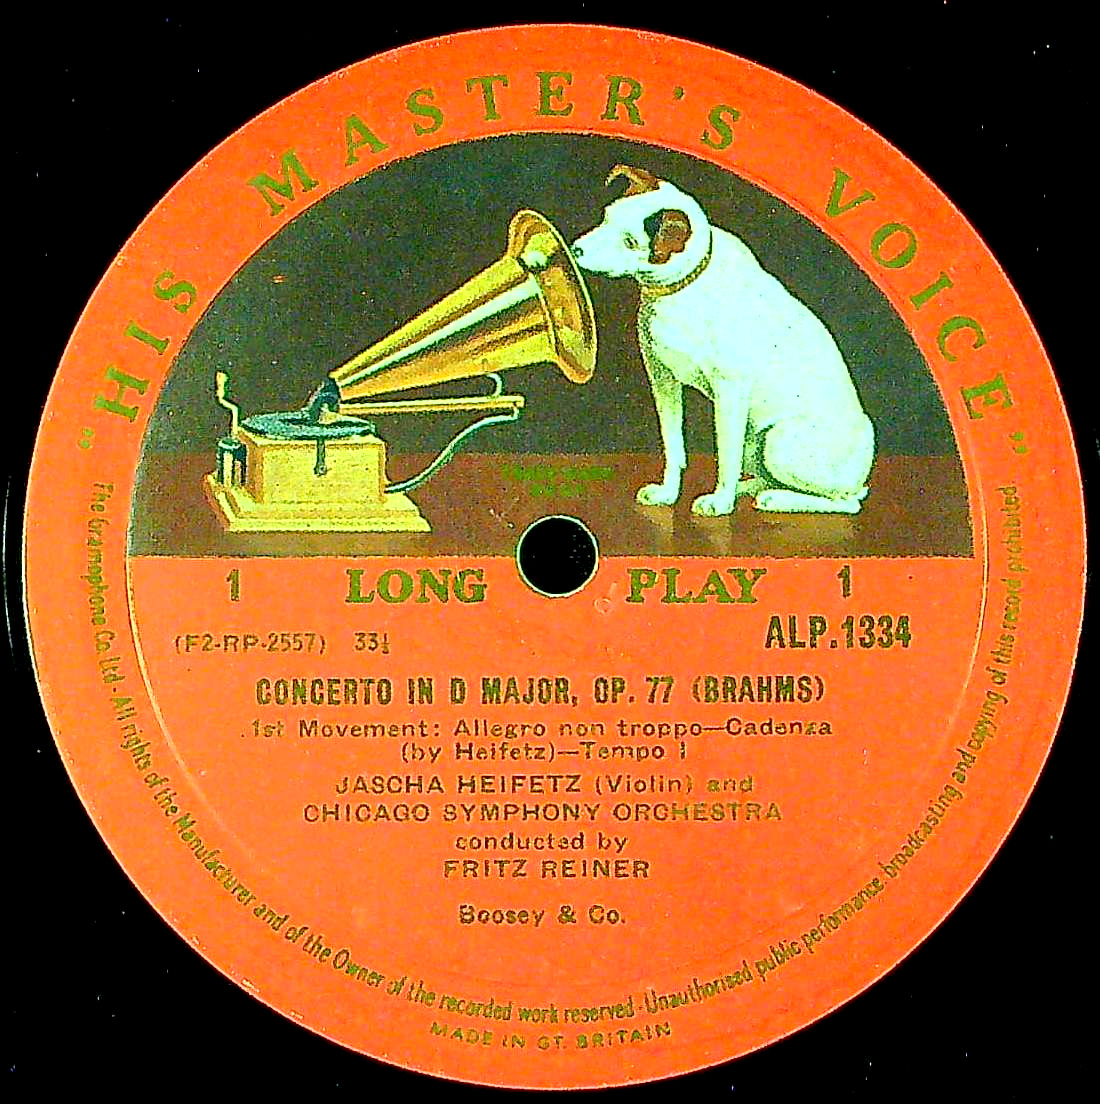 "HIS MASTER'S VOICE"
1 LONG PLAY 1
(F2-RP-2557) 33⅓
ALP.1334
CONCERTO IN D MAJOR, OP. 77 (BRAHMS)
1st Movement: Allegro non troppo—Cadenza
(by Heifetz)—Tempo I
JASCHA HEIFETZ (Violin) and
CHICAGO SYMPHONY ORCHESTRA
conducted by
FRITZ REINER
Boosey & Co.
The Gramophone Co. Ltd · All rights of the Manufacturer and of the Owner of the recorded work reserved · Unauthorised public performance, broadcasting and copying of this record prohibited.
MADE IN GT. BRITAIN